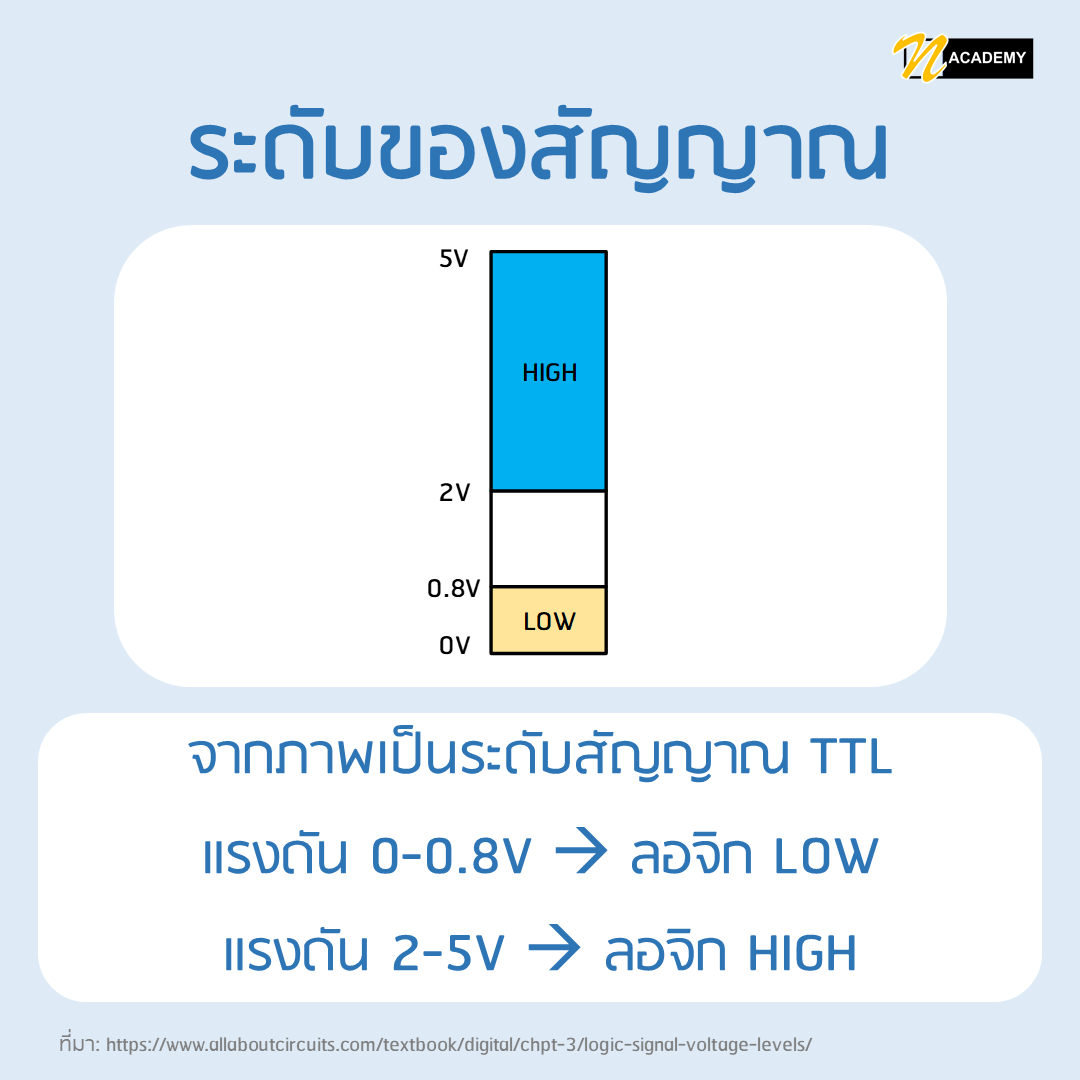 n ACADEMY
ระดับของสัญญาณ
5V
HIGH
2V
0.8V
LOW
0V
จากภาพเป็นระดับสัญญาณ TTL
แรงดัน 0-0.8V → ลอจิก LOW
แรงดัน 2-5V → ลอจิก HIGH
ที่มา: https://www.allaboutcircuits.com/textbook/digital/chpt-3/logic-signal-voltage-levels/